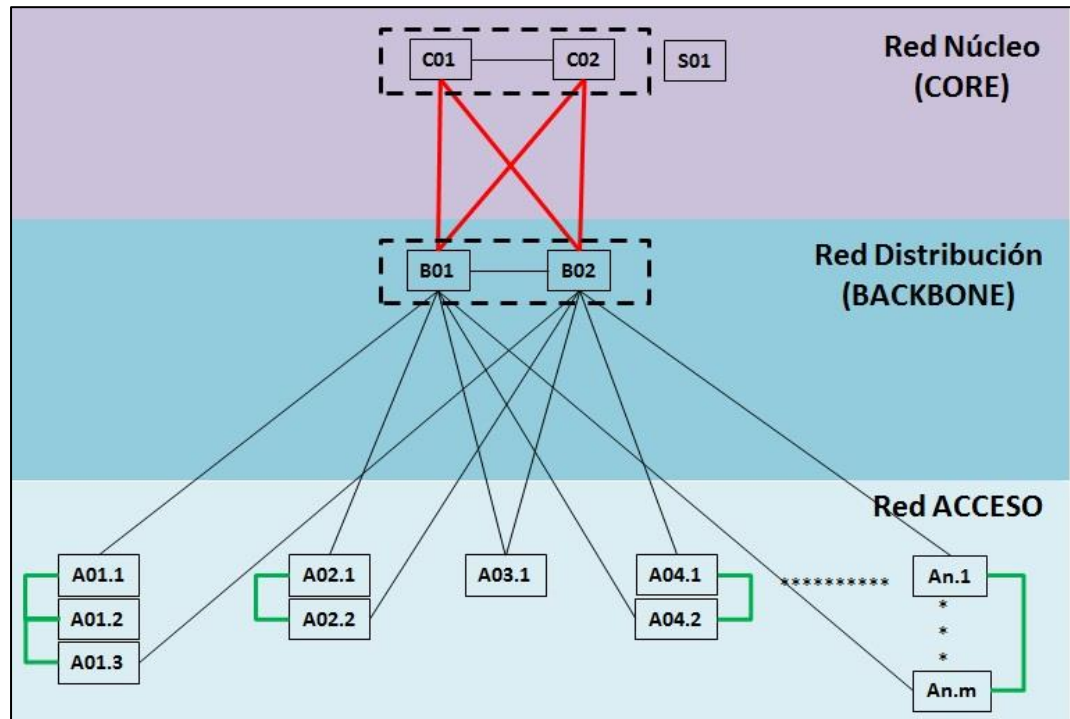 C01
C02
S01
Red Núcleo
(CORE)
B01
B02
Red Distribución
(BACKBONE)
Red ACCESO
A01.1
A02.1
A03.1
A04.1
**********
An.1
A01.2
A02.2
A04.2
*
*
*
A01.3
An.m